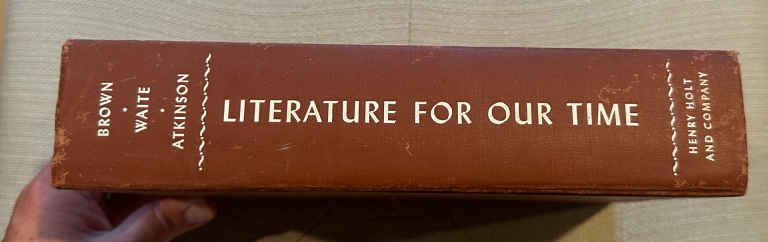 BROWN
·
WAITE
·
ATKINSON
LITERATURE FOR OUR TIME
HENRY HOLT
AND COMPANY